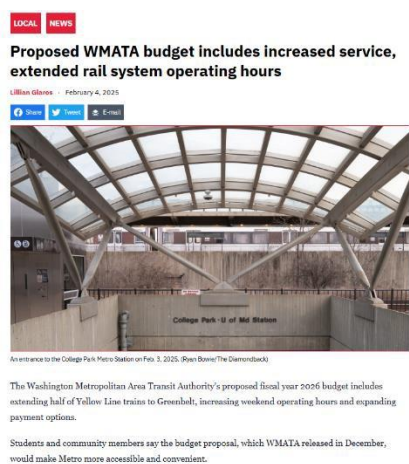 LOCAL NEWS
Proposed WMATA budget includes increased service,
extended rail system operating hours
Lillian Glaros - February 4, 2025
Share Tweet E-mail
College Park - U of Md Station
An entrance to the College Park Metro Station on Feb. 3, 2025. (Ryan Bowie/The Diamondback)
The Washington Metropolitan Area Transit Authority's proposed fiscal year 2026 budget includes
extending half of Yellow Line trains to Greenbelt, increasing weekend operating hours and expanding
payment options.
Students and community members say the budget proposal, which WMATA released in December,
would make Metro more accessible and convenient.